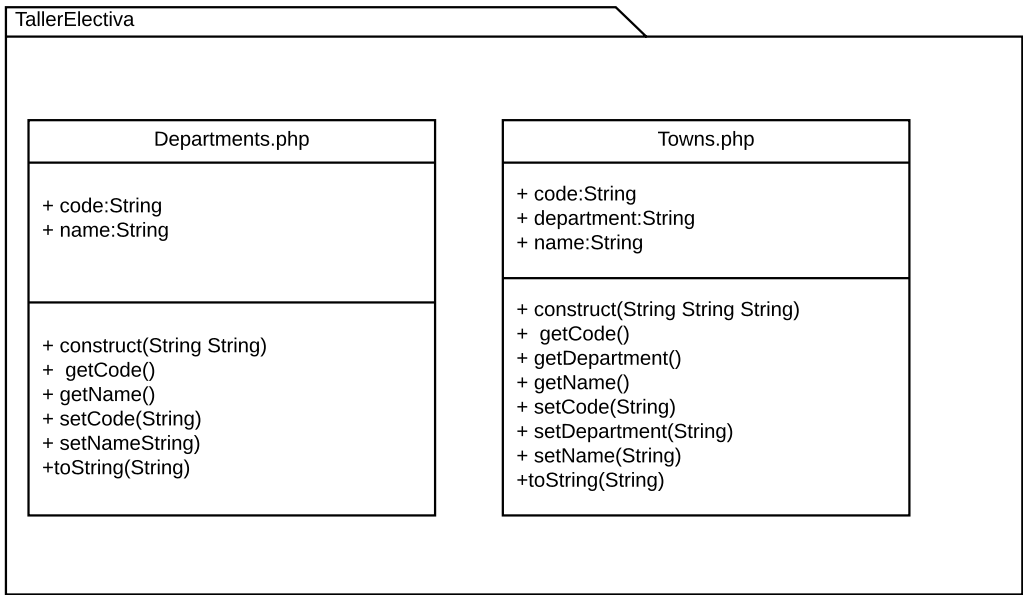 TallerElectiva
Departments.php
+ code:String
+ name:String
+ construct(String String)
+  getCode()
+ getName()
+ setCode(String)
+ setNameString)
+toString(String)
Towns.php
+ code:String
+ department:String
+ name:String
+ construct(String String String)
+  getCode()
+ getDepartment()
+ getName()
+ setCode(String)
+ setDepartment(String)
+ setName(String)
+toString(String)